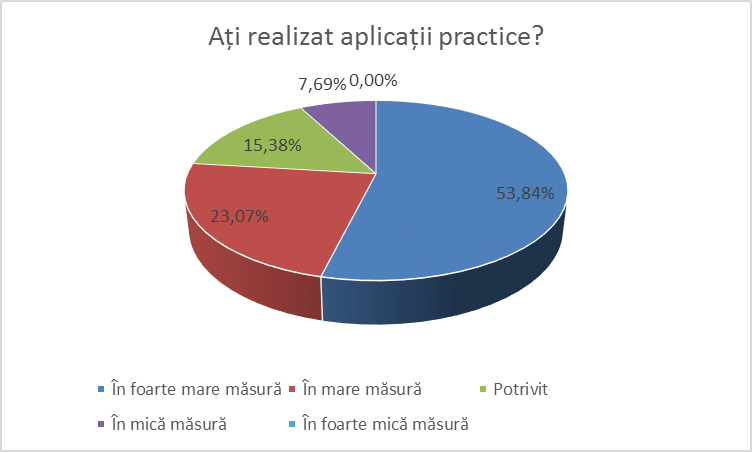 Ați realizat aplicații practice?
7,69% 0,00%
15,38%
53,84%
23,07%
În foarte mare măsură În mare măsură Potrivit
În mică măsură În foarte mică măsură